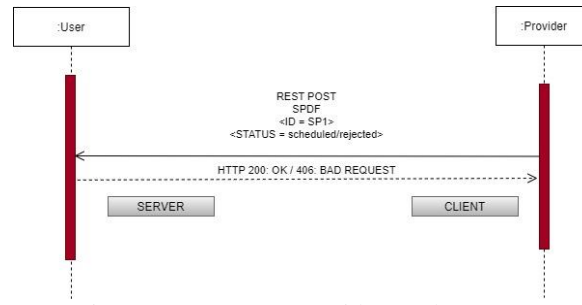 :User
:Provider
REST POST
SPDF
<ID = SP1>
<STATUS = scheduled/rejected>
HTTP 200: OK / 406: BAD REQUEST
SERVER
CLIENT